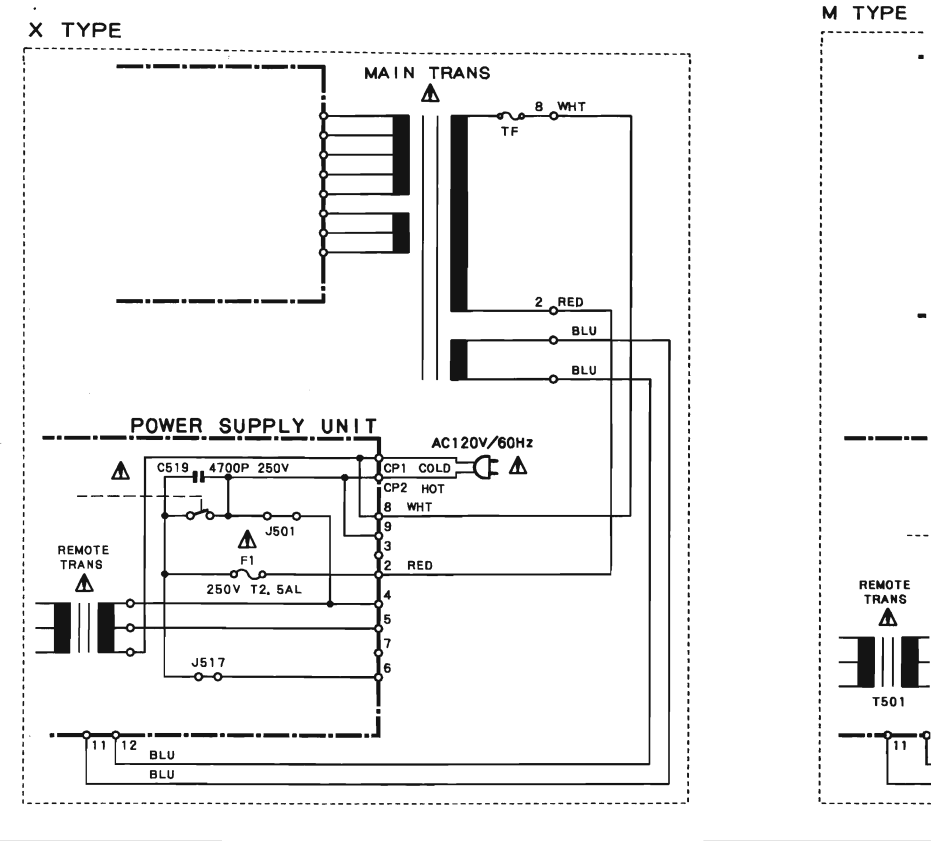 X TYPE
M TYPE
MAIN TRANS
8 WHT
TF
2 RED
BLU
BLU
POWER SUPPLY UNIT
AC120V/60Hz
C519 4700P 250V
CP1 COLD
CP2 HOT
8 WHT
J501
9
3
F1
2 RED
250V T2.5AL
REMOTE
TRANS
4
5
7
J517
6
11 12
BLU
BLU
REMOTE
TRANS
T501
11